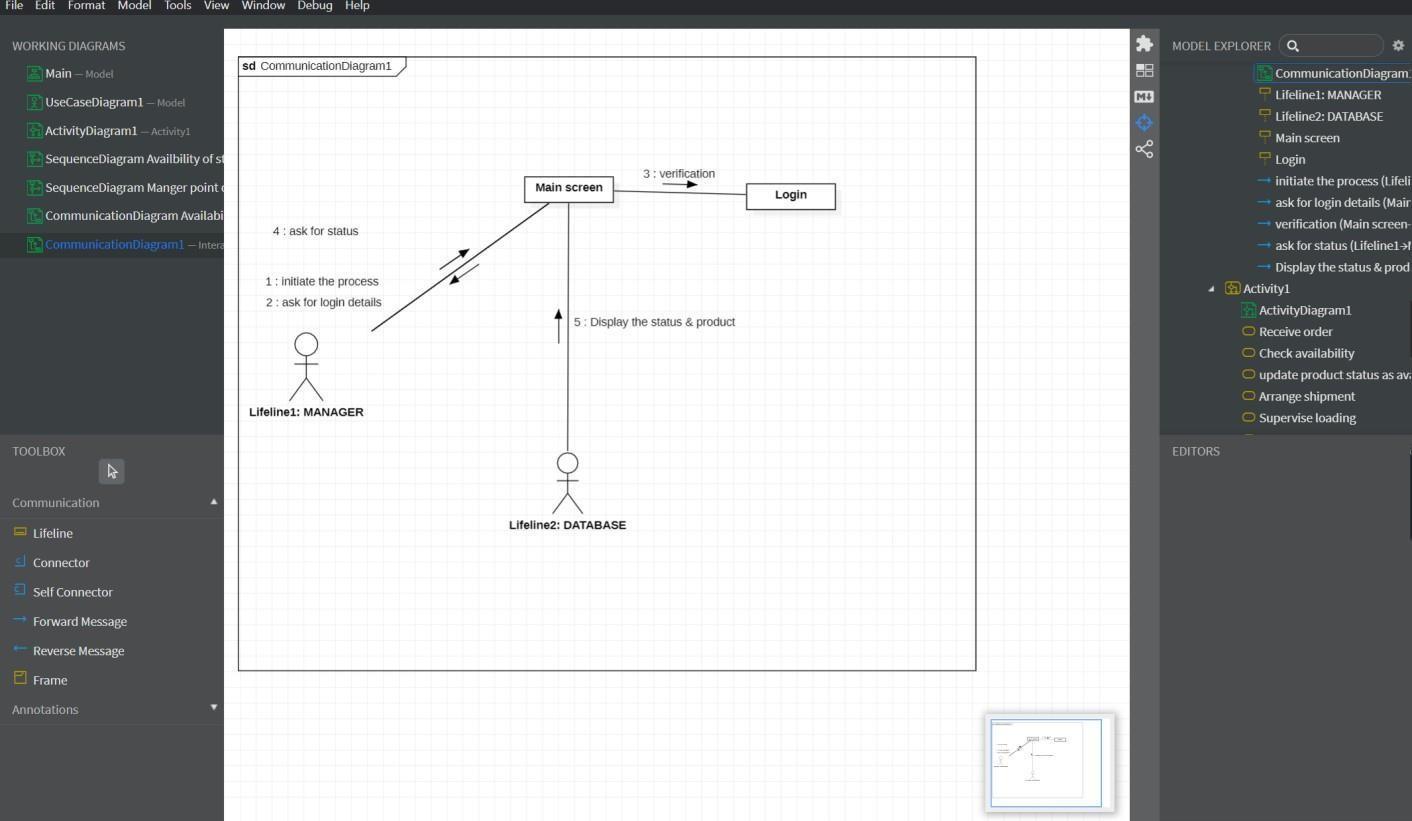 File Edit Format Model Tools View Window Debug Help
WORKING DIAGRAMS
Main — Model
UseCaseDiagram1 — Model
ActivityDiagram1 — Activity1
SequenceDiagram Availbility of st
SequenceDiagram Manger point o
CommunicationDiagram Availabi
CommunicationDiagram1 — Intera
TOOLBOX
Communication
Lifeline
Connector
Self Connector
Forward Message
Reverse Message
Frame
Annotations
sd CommunicationDiagram1
3 : verification
Main screen
Login
4 : ask for status
1 : initiate the process
2 : ask for login details
5 : Display the status & product
Lifeline1: MANAGER
Lifeline2: DATABASE
MODEL EXPLORER
CommunicationDiagram1
Lifeline1: MANAGER
Lifeline2: DATABASE
Main screen
Login
initiate the process (Lifeli
ask for login details (Mair
verification (Main screen-
ask for status (Lifeline1→
Display the status & prod
Activity1
ActivityDiagram1
Receive order
Check availability
update product status as ava
Arrange shipment
Supervise loading
EDITORS